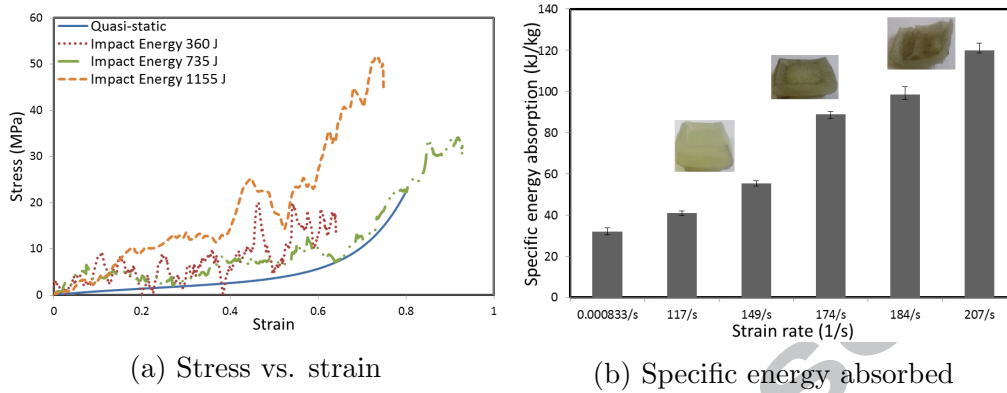 60
50
40
30
20
10
0
Stress (MPa)
Quasi-static
Impact Energy 360 J
Impact Energy 735 J
Impact Energy 1155 J
0 0.2 0.4 0.6 0.8 1
Strain
(a) Stress vs. strain
140
120
100
80
60
40
20
0
Specific energy absorption (kJ/kg)
0.000833/s 117/s 149/s 174/s 184/s 207/s
Strain rate (1/s)
(b) Specific energy absorbed